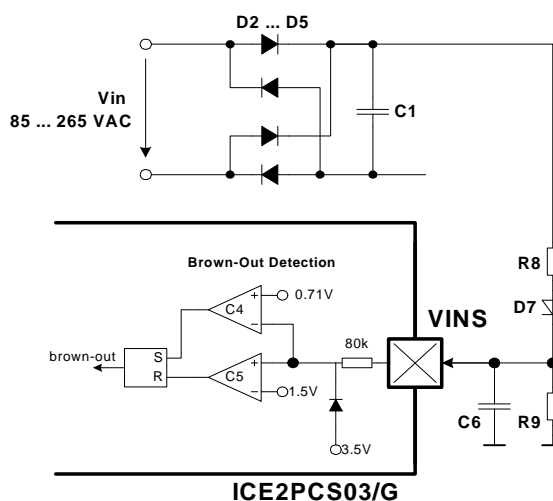 D2 ... D5
Vin
85 ... 265 VAC
C1
R8
Brown-Out Detection
D7
C4
+
−
0.71V
VINS
80k
brown-out
S
R
C5
+
−
1.5V
C6
R9
3.5V
ICE2PCS03/G